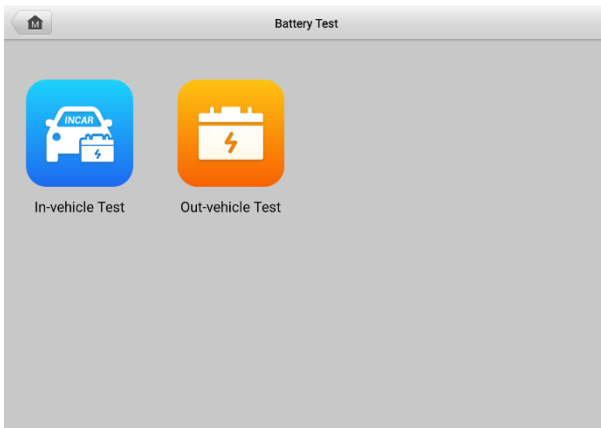 M
Battery Test
INCAR
In-vehicle Test
Out-vehicle Test